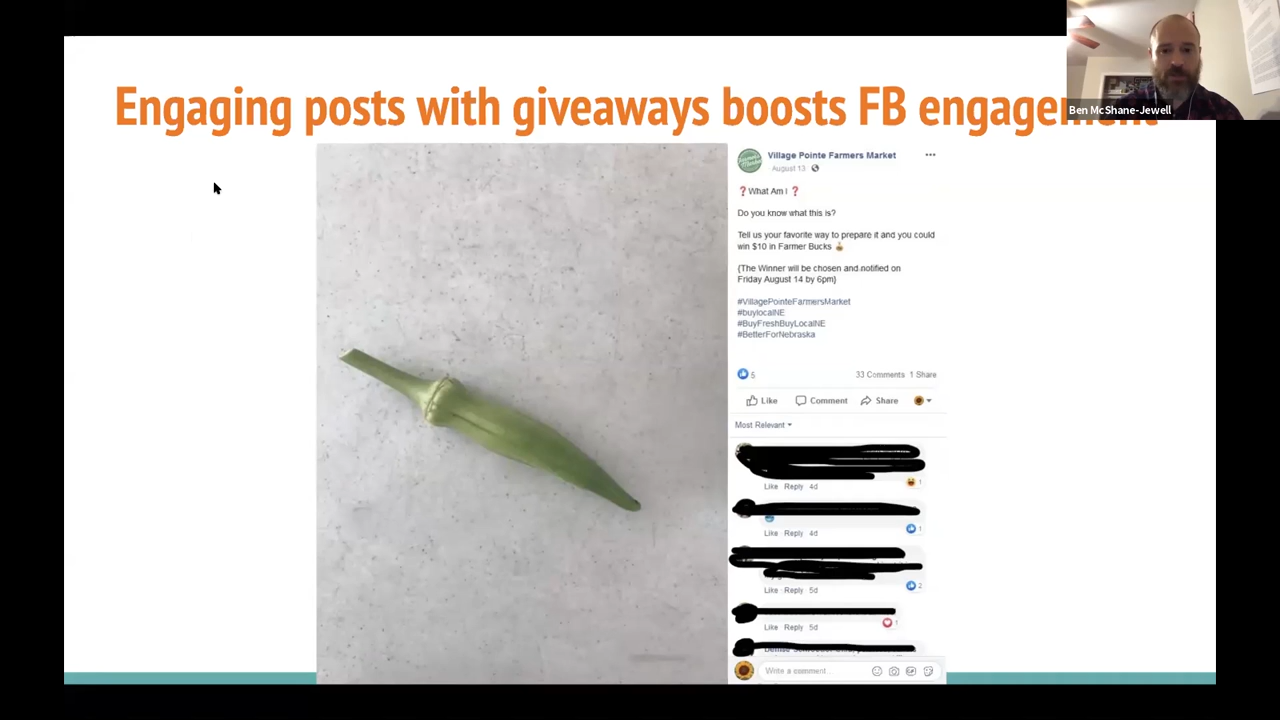 Engaging posts with giveaways boosts FB engagement
Ben McShane-Jewell
Village Pointe Farmers Market
August 13
❓What Am I ❓
Do you know what this is?
Tell us your favorite way to prepare it and you could
win $10 in Farmer Bucks 💰
{The Winner will be chosen and notified on
Friday August 14 by 6pm}
#VillagePointeFarmersMarket
#buylocalNE
#BuyFreshBuyLocalNE
#BetterForNebraska
5 33 Comments 1 Share
Like Comment Share
Most Relevant
1
Like Reply 4d
1
Like Reply 4d
2
Like Reply 5d
1
Like Reply 5d
Write a comment...